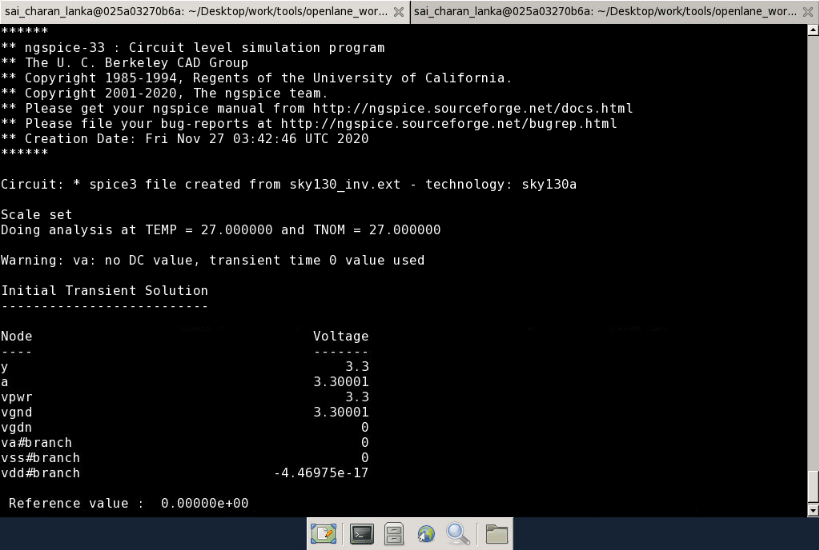 sai_charan_lanka@025a03270b6a: ~/Desktop/work/tools/openlane_wor...
sai_charan_lanka@025a03270b6a: ~/Desktop/work/tools/openlane_wor...
******
** ngspice-33 : Circuit level simulation program
** The U. C. Berkeley CAD Group
** Copyright 1985-1994, Regents of the University of California.
** Copyright 2001-2020, The ngspice team.
** Please get your ngspice manual from http://ngspice.sourceforge.net/docs.html
** Please file your bug-reports at http://ngspice.sourceforge.net/bugrep.html
** Creation Date: Fri Nov 27 03:42:46 UTC 2020
******
Circuit: * spice3 file created from sky130_inv.ext - technology: sky130a
Scale set
Doing analysis at TEMP = 27.000000 and TNOM = 27.000000
Warning: va: no DC value, transient time 0 value used
Initial Transient Solution
--------------------------
Node Voltage
---- -------
y 3.3
a 3.30001
vpwr 3.3
vgnd 3.30001
vgdn 0
va#branch 0
vss#branch 0
vdd#branch -4.46975e-17
Reference value : 0.00000e+00